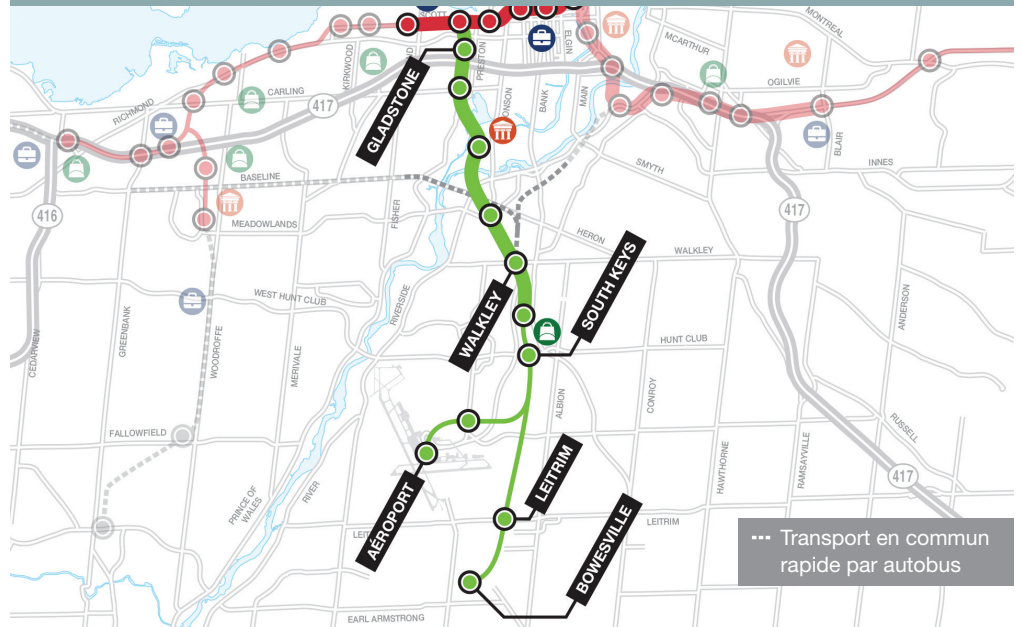 SCOTT
MONTREAL
MCARTHUR
ELGIN
PRESTON
KIRKWOOD
GLADSTONE
OGILVIE
CARLING
417
BANK
MAIN
RICHMOND
BLAIR
INNES
SMYTH
BASELINE
416
MEADOWLANDS
FISHER
HERON
417
WALKLEY
SOUTH KEYS
WEST HUNT CLUB
RIVERSIDE
WALKLEY
ANDERSON
GREENBANK
CEDARVIEW
WOODROFFE
MERIVALE
HUNT CLUB
ALBION
CONROY
FALLOWFIELD
RUSSELL
HAWTHORNE
RAMSAYVILLE
417
AÉROPORT
LEITRIM
PRINCE OF
WALES
RIVER
LEITRIM
BOWESVILLE
EARL ARMSTRONG
Transport en commun
rapide par autobus